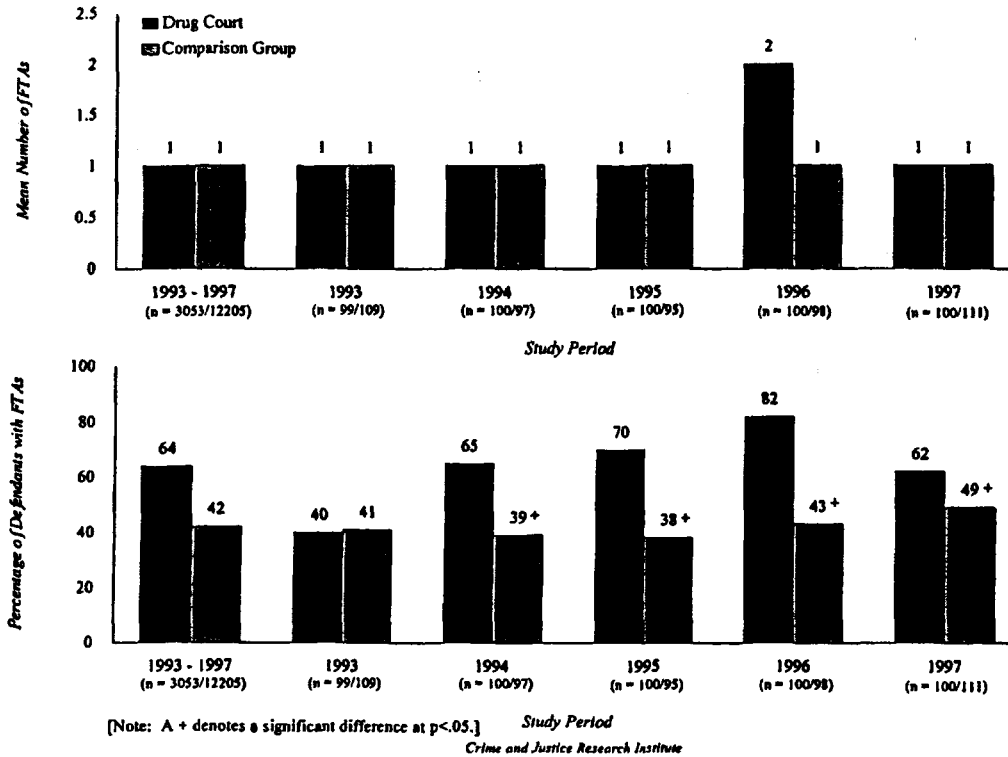 2.5
Drug Court
Comparison Group
2
2
1.5
1 1 1 1 1 1 1 1 1 1 1
1
0.5
0
Mean Number of FTAs
1993 - 1997 1993 1994 1995 1996 1997
(n = 3053/12205) (n = 99/109) (n = 100/97) (n = 100/95) (n = 100/98) (n = 100/111)
Study Period
100
82
80
64 65 70 62
60
42 40 41 39 + 38 + 43 + 49 +
40
20
0
Percentage of Defendants with FTAs
1993 - 1997 1993 1994 1995 1996 1997
(n = 3053/12205) (n = 99/109) (n = 100/97) (n = 100/95) (n = 100/98) (n = 100/111)
[Note: A + denotes a significant difference at p<.05.] Study Period
Crime and Justice Research Institute